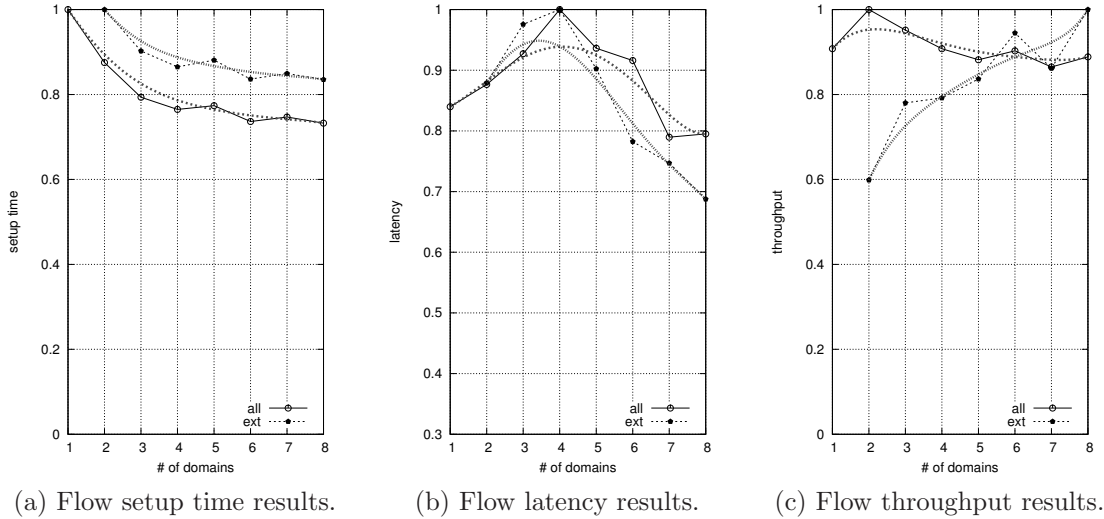 1
0.8
0.6
0.4
0.2
0
setup time
1 2 3 4 5 6 7 8
# of domains
all
ext
(a) Flow setup time results.
1
0.9
0.8
0.7
0.6
0.5
0.4
0.3
latency
1 2 3 4 5 6 7 8
# of domains
all
ext
(b) Flow latency results.
1
0.8
0.6
0.4
0.2
0
throughput
1 2 3 4 5 6 7 8
# of domains
all
ext
(c) Flow throughput results.